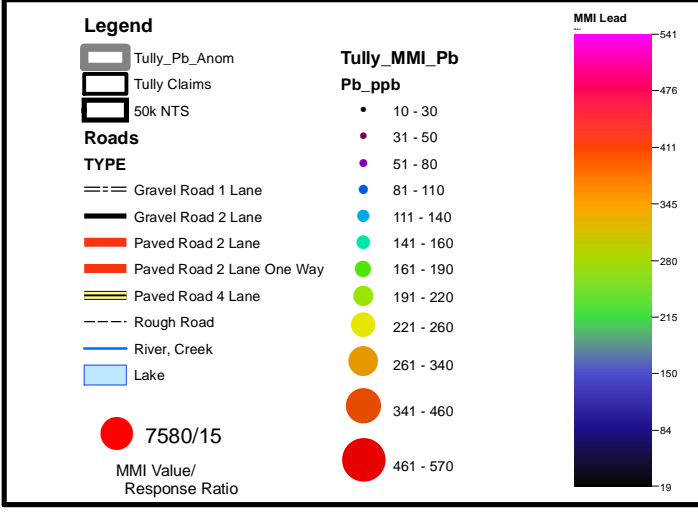 Legend
Tully_Pb_Anom
Tully Claims
50k NTS
Roads
TYPE
Gravel Road 1 Lane
Gravel Road 2 Lane
Paved Road 2 Lane
Paved Road 2 Lane One Way
Paved Road 4 Lane
Rough Road
River, Creek
Lake
7580/15
MMI Value/
Response Ratio
Tully_MMI_Pb
Pb_ppb
10 - 30
31 - 50
51 - 80
81 - 110
111 - 140
141 - 160
161 - 190
191 - 220
221 - 260
261 - 340
341 - 460
461 - 570
MMI Lead
541
476
411
345
280
215
150
84
19